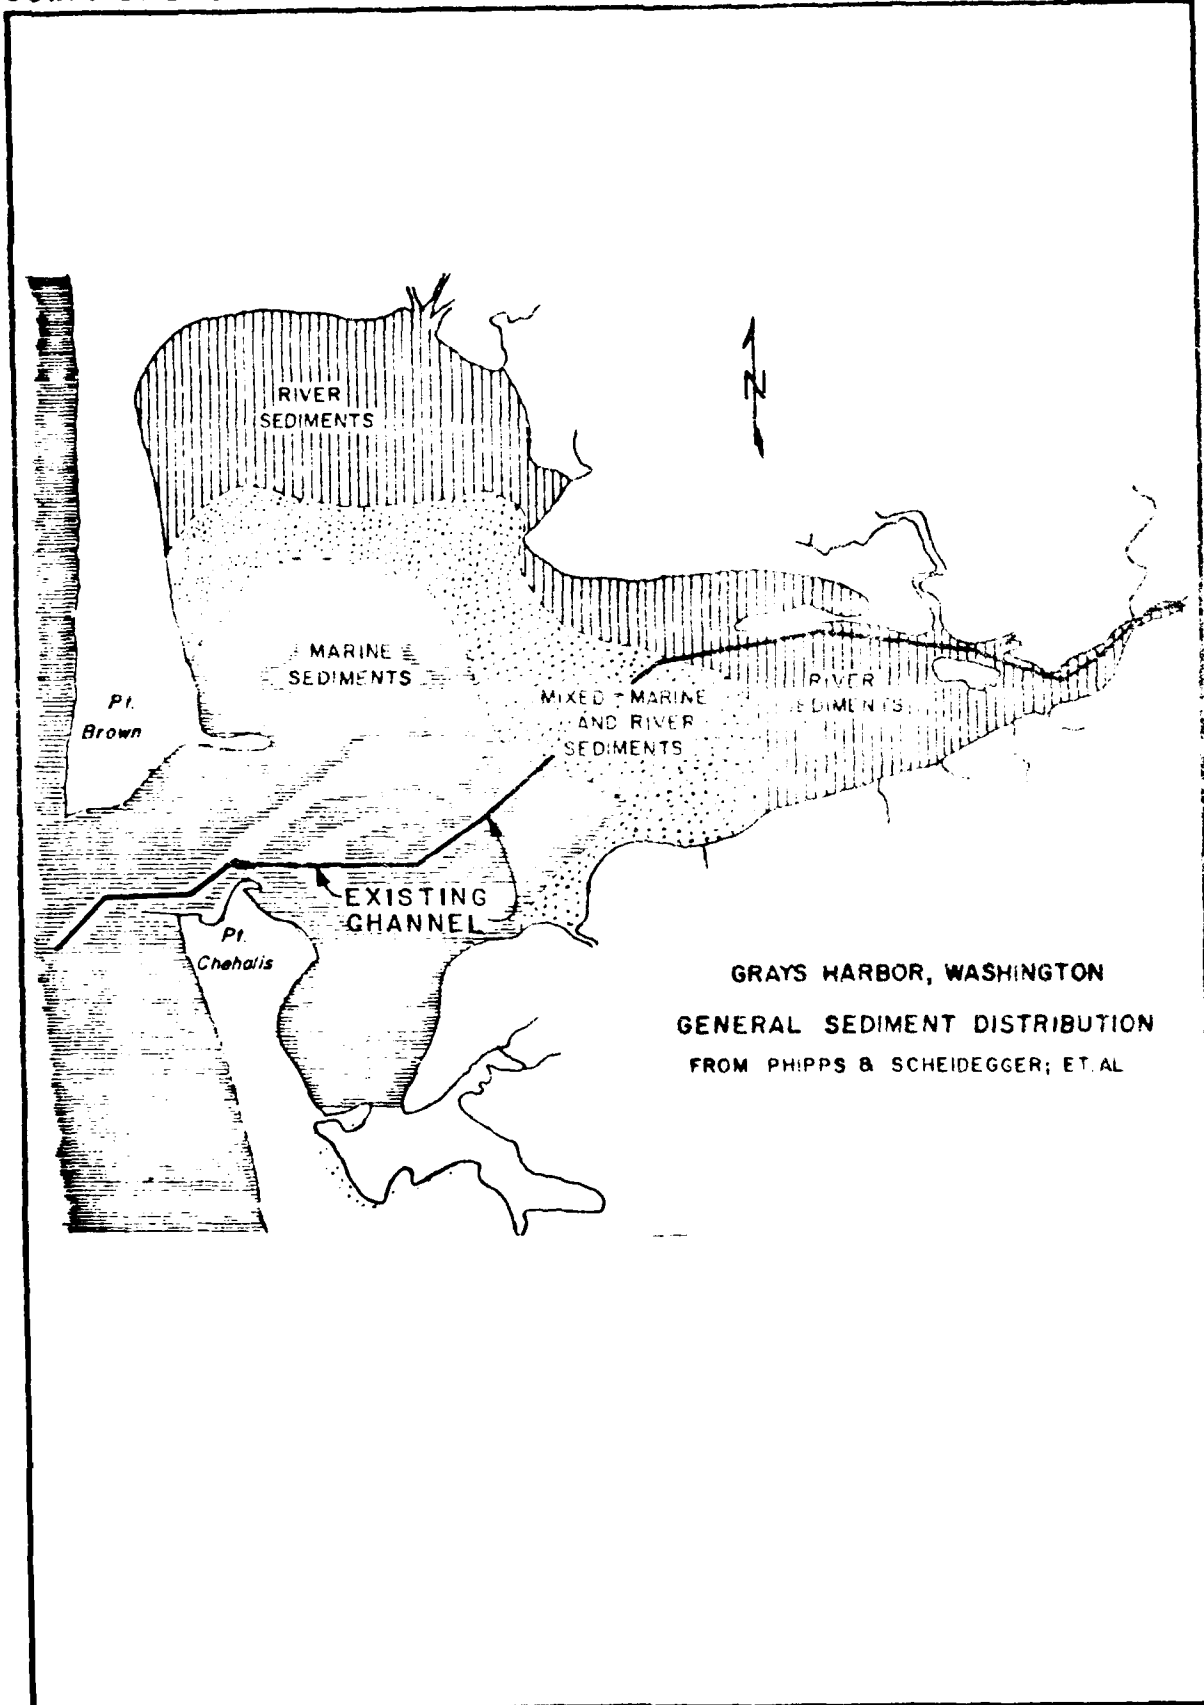 RIVER
SEDIMENTS
N
MARINE
SEDIMENTS
Pt.
Brown
MIXED - MARINE
AND RIVER
SEDIMENTS
RIVER
SEDIMENTS
EXISTING
CHANNEL
Pt.
Chehalis
GRAYS HARBOR, WASHINGTON
GENERAL SEDIMENT DISTRIBUTION
FROM PHIPPS & SCHEIDEGGER; ET. AL